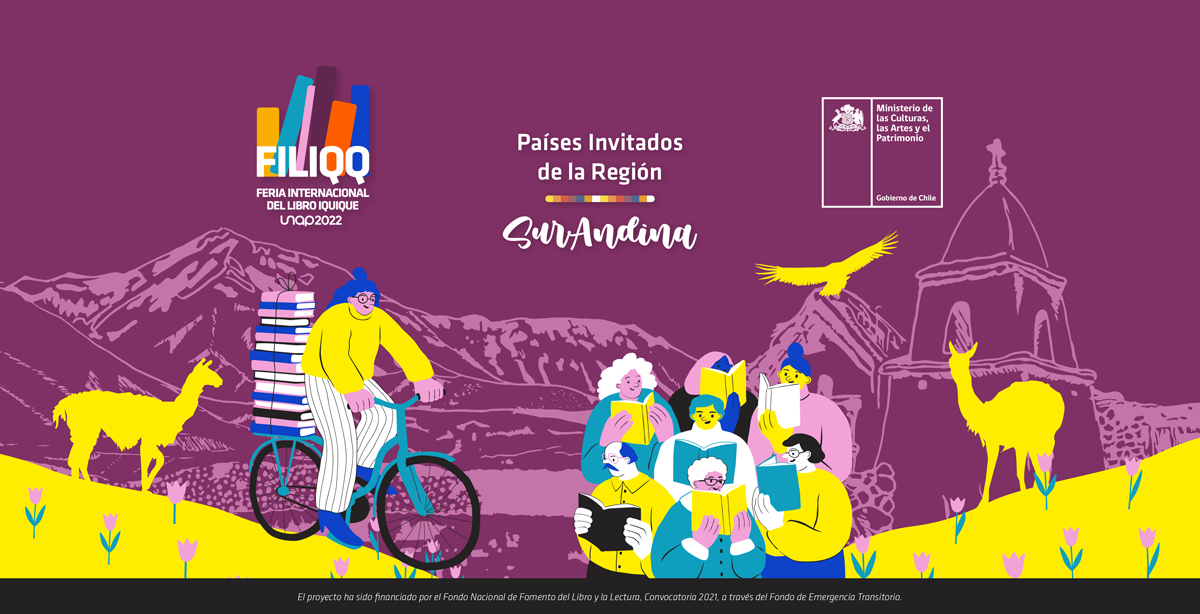 FILIQQ
FERIA INTERNACIONAL
DEL LIBRO IQUIQUE
unap2022
Países Invitados
de la Región
SurAndina
Ministerio de
las Culturas,
las Artes y el
Patrimonio
Gobierno de Chile
El proyecto ha sido financiado por el Fondo Nacional de Fomento del Libro y la Lectura, Convocatoria 2021, a través del Fondo de Emergencia Transitorio.